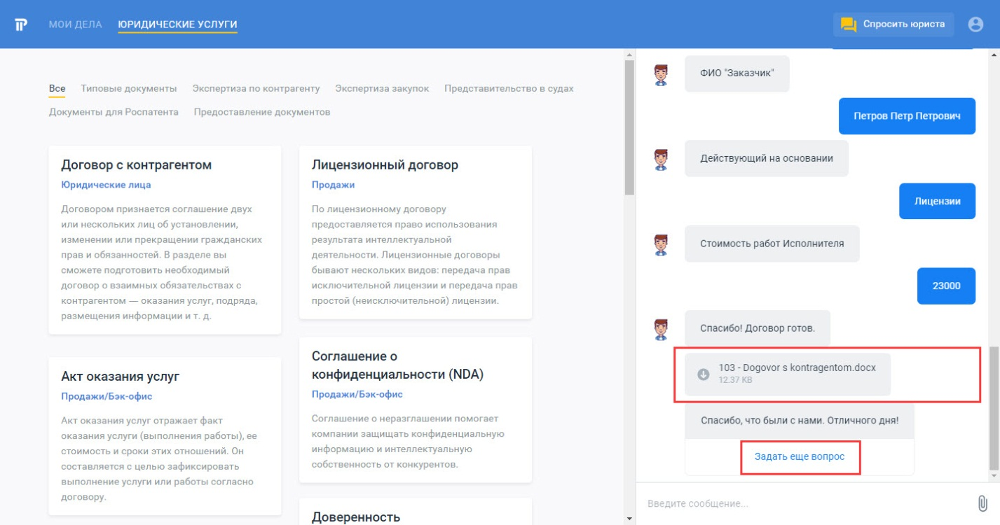 МОИ ДЕЛА
ЮРИДИЧЕСКИЕ УСЛУГИ
Спросить юриста
Все
Типовые документы
Экспертиза по контрагенту
Экспертиза закупок
Представительство в судах
Документы для Роспатента
Предоставление документов
Договор с контрагентом
Юридические лица
Договором признается соглашение двух
или нескольких лиц об установлении,
изменении или прекращении гражданских
прав и обязанностей. В разделе вы
сможете подготовить необходимый
договор о взаимных обязательствах с
контрагентом — оказания услуг, подряда,
размещения информации и т. д.
Акт оказания услуг
Продажи/Бэк-офис
Акт оказания услуг отражает факт
оказания услуги (выполнения работы), ее
стоимость и сроки этих отношений. Он
составляется с целью зафиксировать
выполнение услуги или работы согласно
договору.
Лицензионный договор
Продажи
По лицензионному договору
предоставляется право использования
результата интеллектуальной
деятельности. Лицензионные договоры
бывают нескольких видов: передача прав
исключительной лицензии и передача прав
простой (неисключительной) лицензии.
Соглашение о
конфиденциальности (NDA)
Продажи/Бэк-офис
Соглашение о неразглашении помогает
компании защищать конфиденциальную
информацию и интеллектуальную
собственность от конкурентов.
Доверенность
ФИО "Заказчик"
Петров Петр Петрович
Действующий на основании
Лицензии
Стоимость работ Исполнителя
23000
Спасибо! Договор готов.
103 - Dogovor s kontragentom.docx
12.37 KB
Спасибо, что были с нами. Отличного дня!
Задать еще вопрос
Введите сообщение...